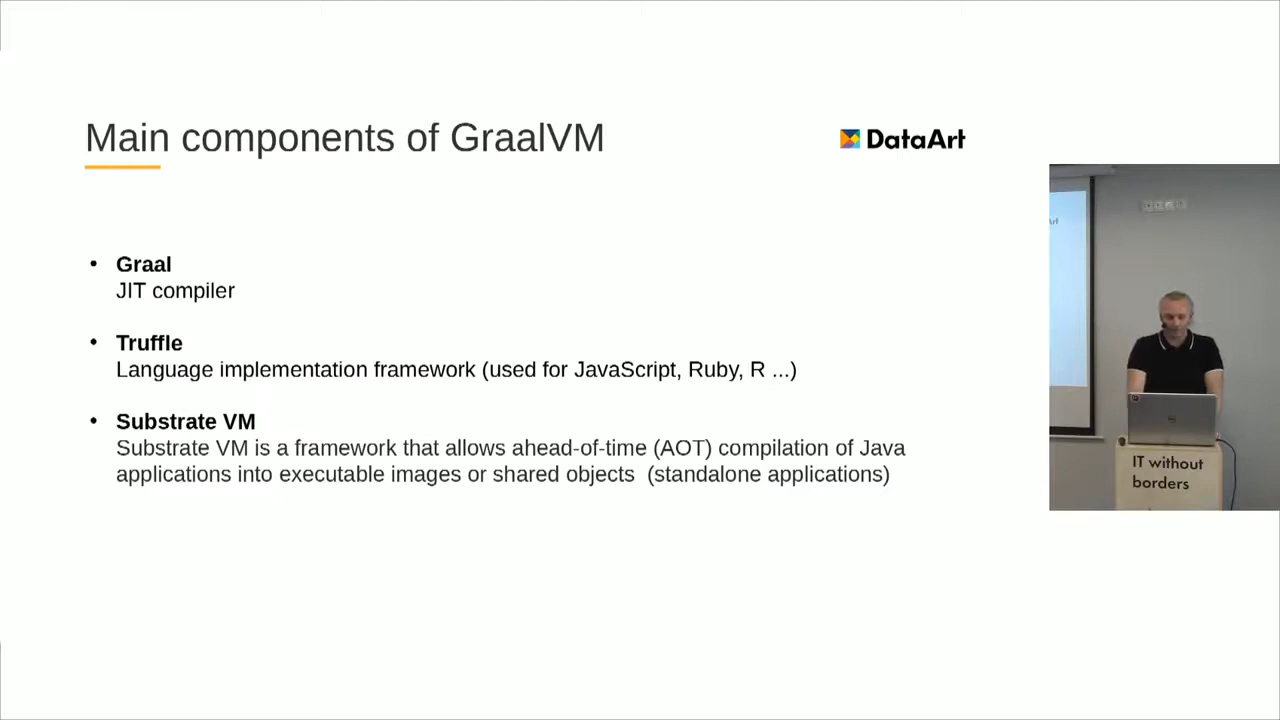 Main components of GraalVM
DataArt
• Graal
JIT compiler
• Truffle
Language implementation framework (used for JavaScript, Ruby, R ...)
• Substrate VM
Substrate VM is a framework that allows ahead-of-time (AOT) compilation of Java
applications into executable images or shared objects (standalone applications)
IT without
borders